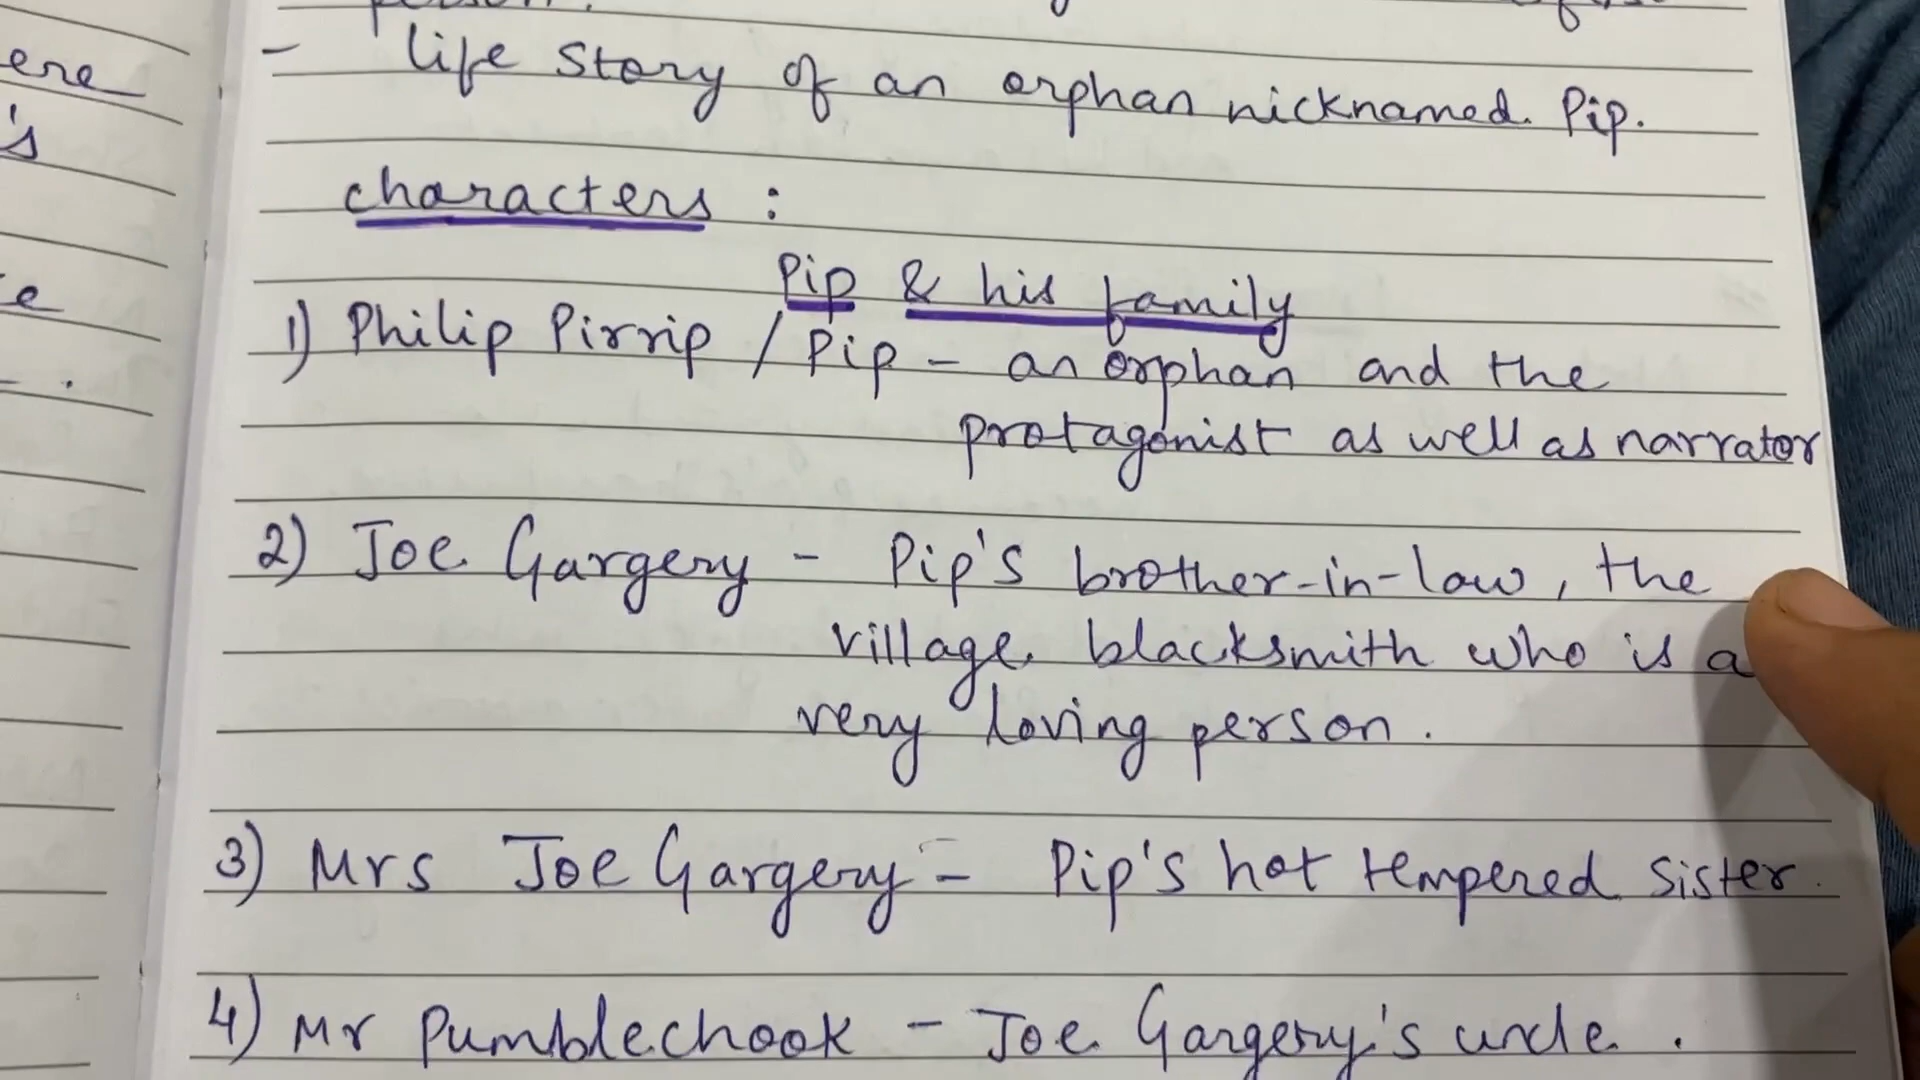 ere
's
e
person.
- life story of an orphan nicknamed Pip.
characters :
Pip & his family
1) Philip Pirrip / Pip - an orphan and the
protagonist as well as narrator
2) Joe Gargery - Pip's brother-in-law, the
village blacksmith who is a
very loving person.
3) Mrs Joe Gargery - Pip's hot tempered sister.
4) Mr Pumblechook - Joe Gargery's uncle.